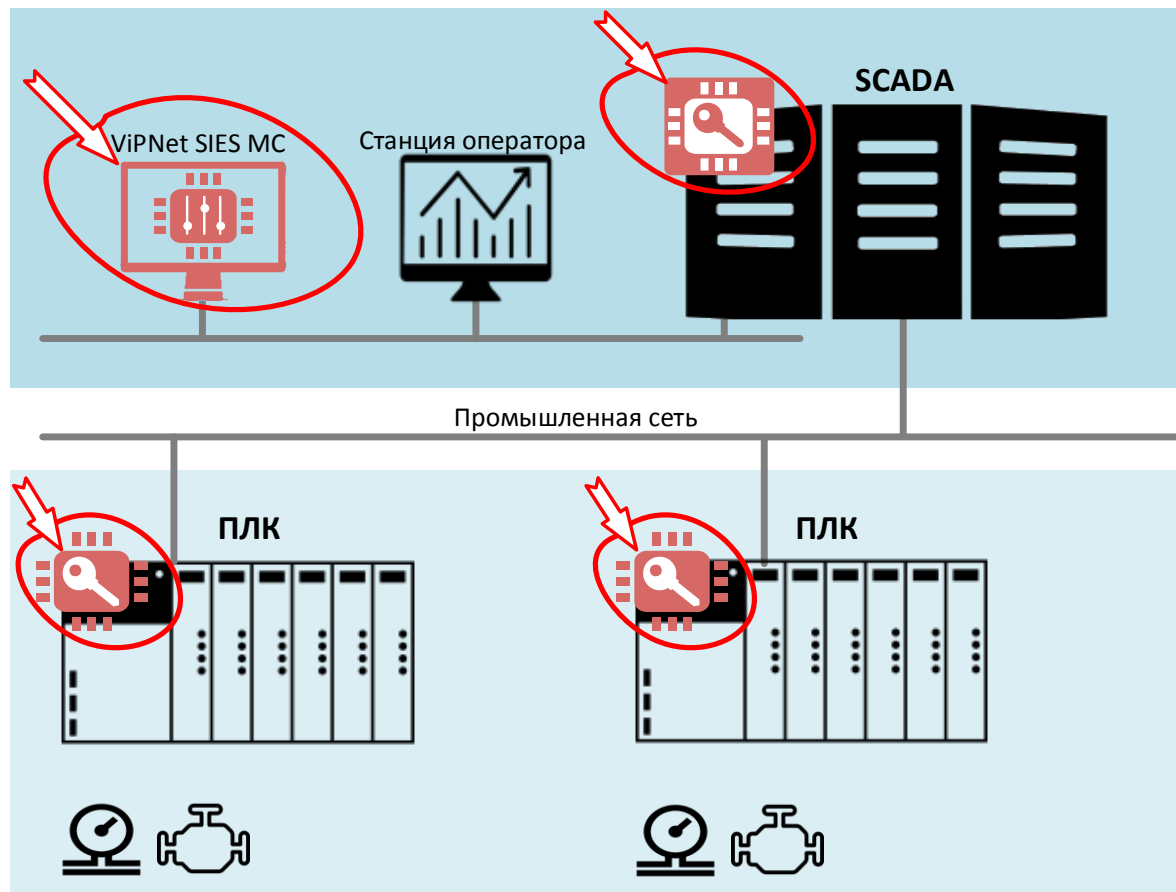 SCADA
ViPNet SIES MC
Станция оператора
Промышленная сеть
ПЛК
ПЛК